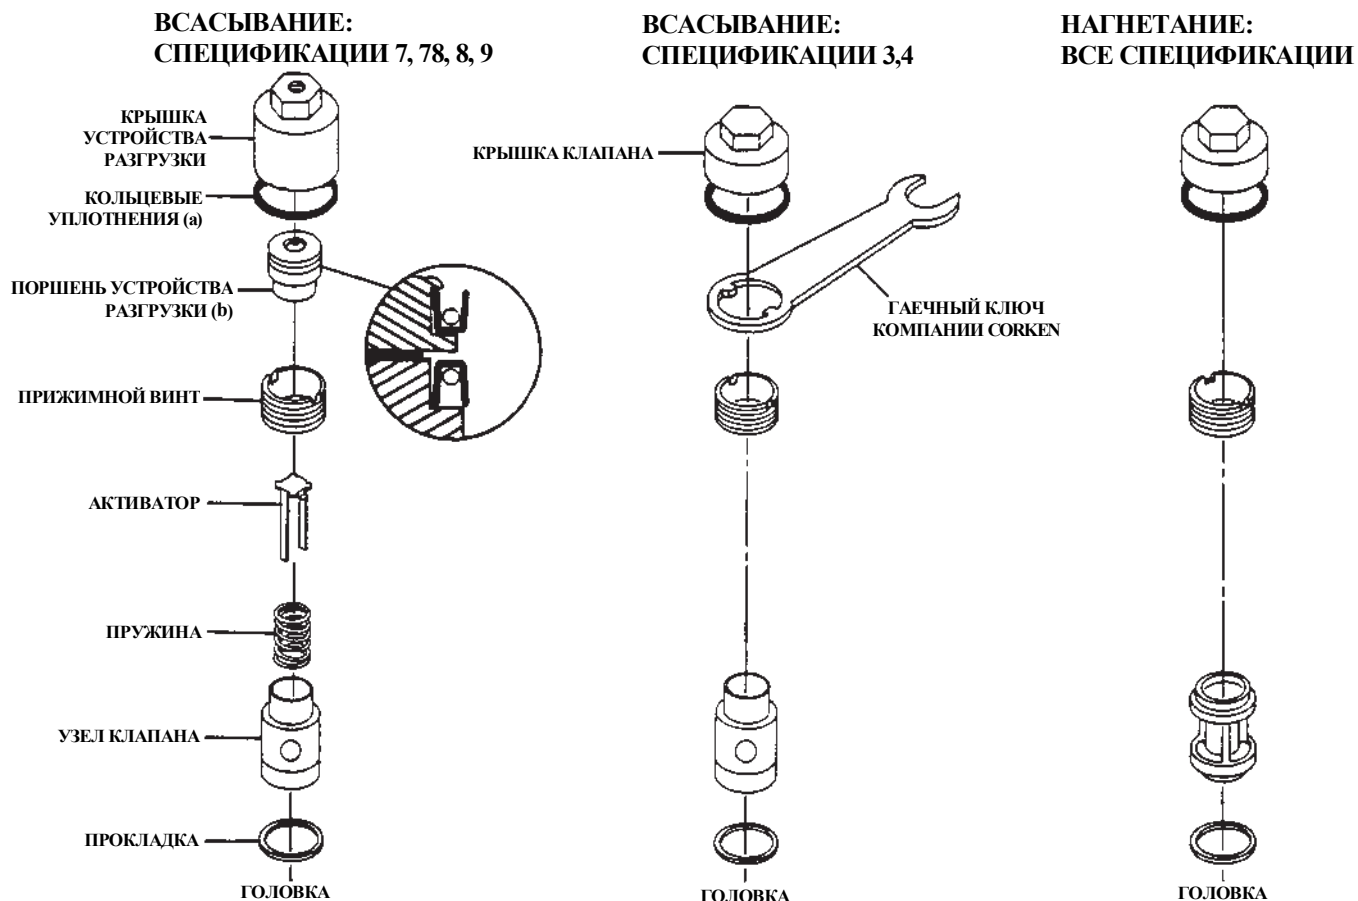 ВСАСЫВАНИЕ:
СПЕЦИФИКАЦИИ 7, 78, 8, 9
ВСАСЫВАНИЕ:
СПЕЦИФИКАЦИИ 3,4
НАГНЕТАНИЕ:
ВСЕ СПЕЦИФИКАЦИИ
КРЫШКА
УСТРОЙСТВА
РАЗГРУЗКИ
КОЛЬЦЕВЫЕ
УПЛОТНЕНИЯ (a)
ПОРШЕНЬ УСТРОЙСТВА
РАЗГРУЗКИ (b)
ПРИЖИМНОЙ ВИНТ
АКТИВАТОР
ПРУЖИНА
УЗЕЛ КЛАПАНА
ПРОКЛАДКА
ГОЛОВКА
КРЫШКА КЛАПАНА
ГАЕЧНЫЙ КЛЮЧ
КОМПАНИИ CORKEN
ГОЛОВКА
ГОЛОВКА